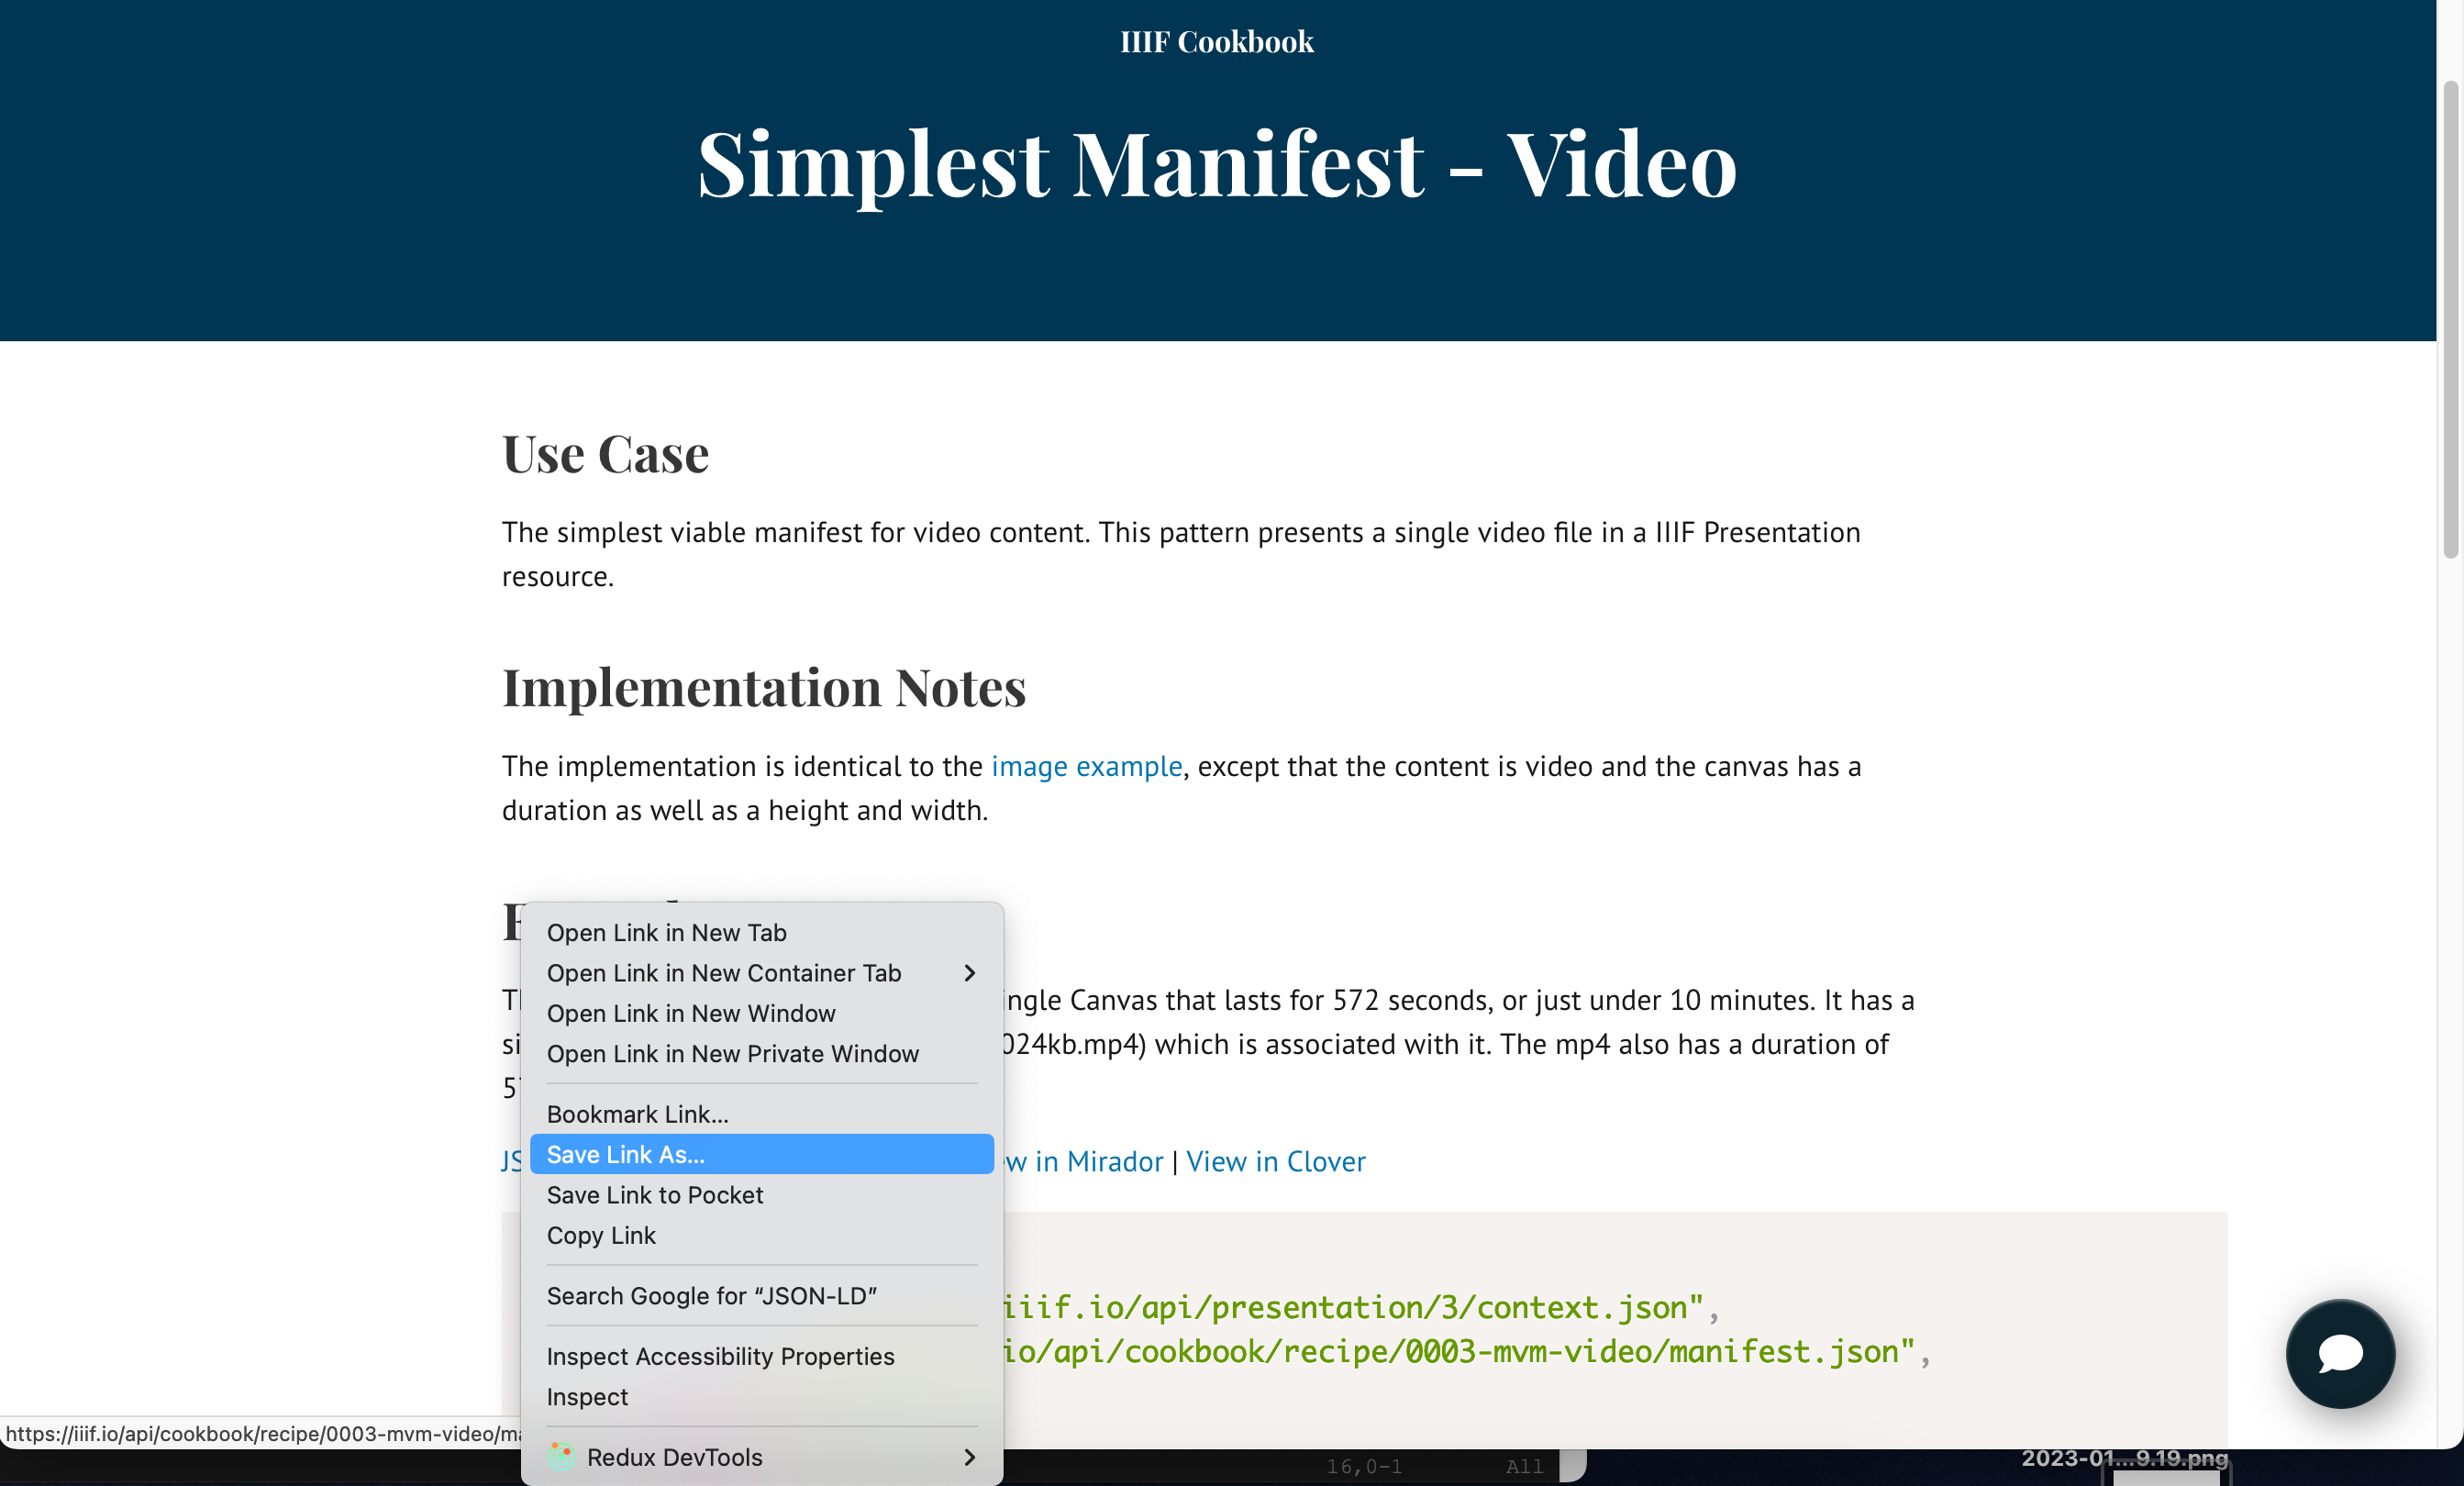 IIIF Cookbook
Simplest Manifest - Video
Use Case
The simplest viable manifest for video content. This pattern presents a single video file in a IIIF Presentation
resource.
Implementation Notes
The implementation is identical to the image example, except that the content is video and the canvas has a
duration as well as a height and width.
Open Link in New Tab
Open Link in New Container Tab
Open Link in New Window
Open Link in New Private Window
Bookmark Link...
Save Link As...
Save Link to Pocket
Copy Link
Search Google for “JSON-LD”
Inspect Accessibility Properties
Inspect
Redux DevTools
ingle Canvas that lasts for 572 seconds, or just under 10 minutes. It has a
024kb.mp4) which is associated with it. The mp4 also has a duration of
in Mirador | View in Clover
iiif.io/api/presentation/3/context.json",
io/api/cookbook/recipe/0003-mvm-video/manifest.json",
https://iiif.io/api/cookbook/recipe/0003-mvm-video/ma
16,0-1 All
2023-01...9.19.png